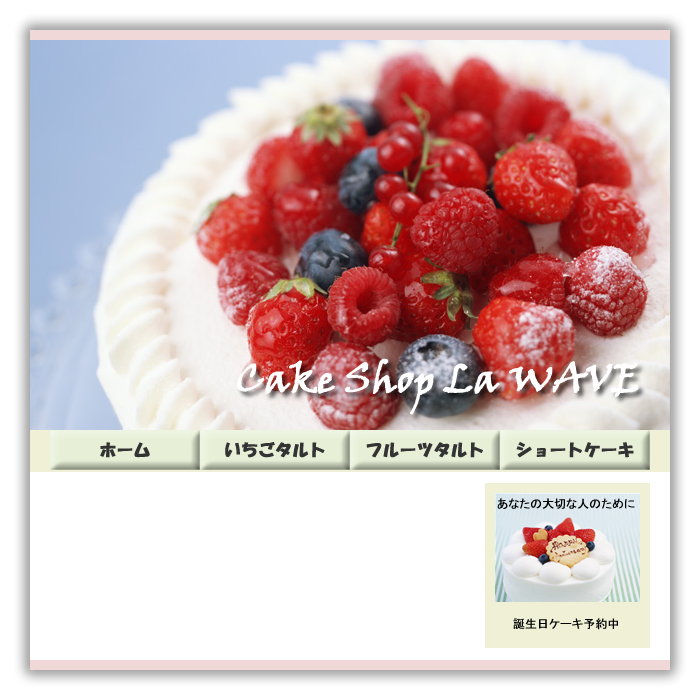 Cake Shop La WAVE
ホーム
いちごタルト
フルーツタルト
ショートケーキ
あなたの大切な人のために
Happy
Anniversary
誕生日ケーキ予約中